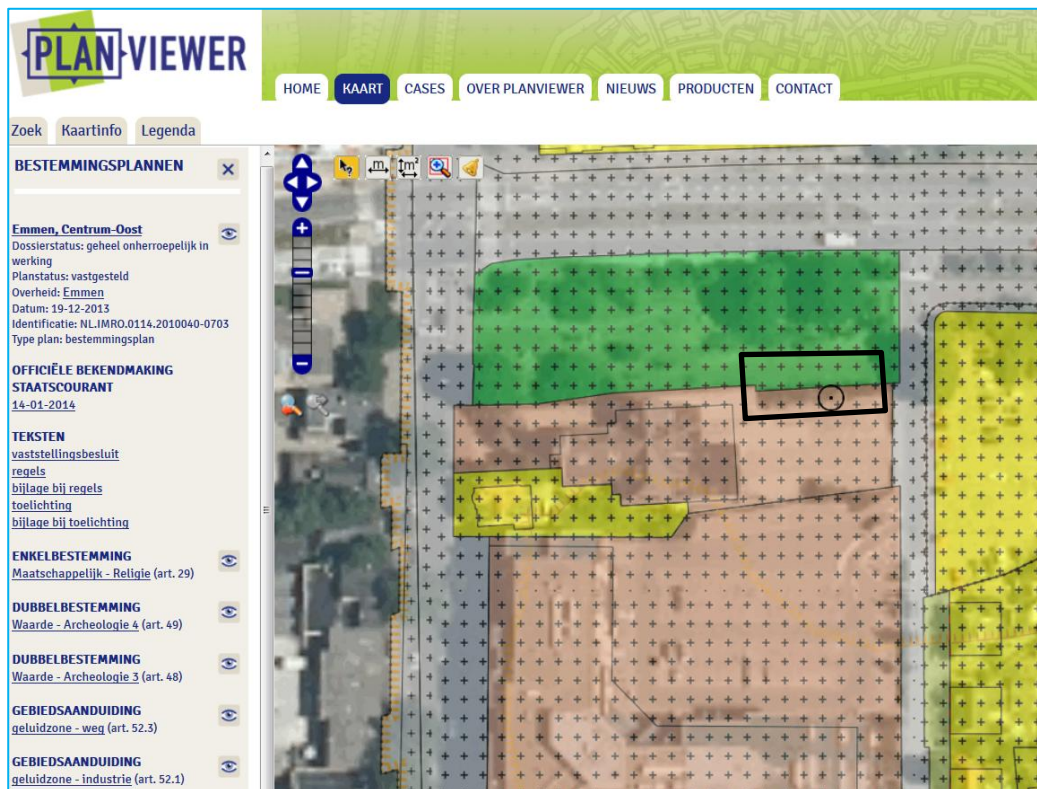 PLANVIEWER
HOME KAART CASES OVER PLANVIEWER NIEUWS PRODUCTEN CONTACT
Zoek Kaartinfo Legenda
BESTEMMINGSPLANNEN
Emmen, Centrum-Oost
Dossierstatus: geheel onherroepelijk in
werking
Planstatus: vastgesteld
Overheid: Emmen
Datum: 19-12-2013
Identificatie: NL.IMRO.0114.2010040-0703
Type plan: bestemmingsplan
OFFICIËLE BEKENDMAKING
STAATSCOURANT
14-01-2014
TEKSTEN
vaststellingsbesluit
regels
bijlage bij regels
toelichting
bijlage bij toelichting
ENKELBESTEMMING
Maatschappelijk - Religie (art. 29)
DUBBELBESTEMMING
Waarde - Archeologie 4 (art. 49)
DUBBELBESTEMMING
Waarde - Archeologie 3 (art. 48)
GEBIEDSAANDUIDING
geluidzone - weg (art. 52.3)
GEBIEDSAANDUIDING
geluidzone - industrie (art. 52.1)
? m m²